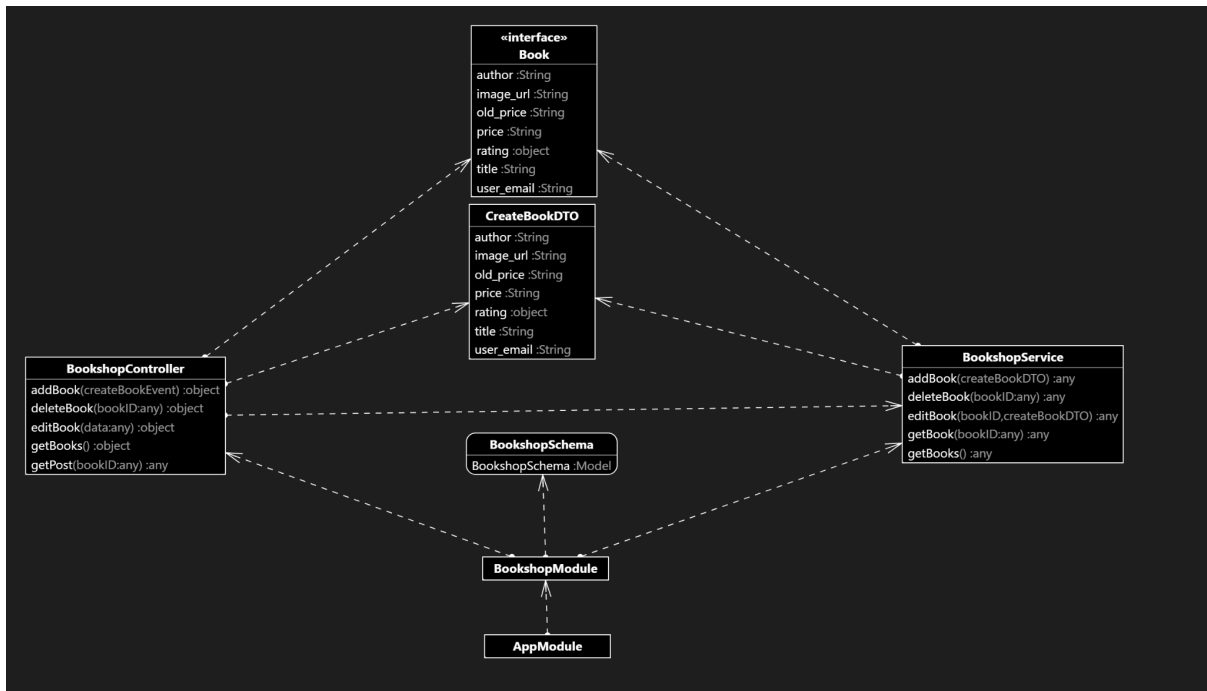 «interface»
Book
author :String
image_url :String
old_price :String
price :String
rating :object
title :String
user_email :String
CreateBookDTO
author :String
image_url :String
old_price :String
price :String
rating :object
title :String
user_email :String
BookshopController
addBook(createBookEvent) :object
deleteBook(bookID:any) :object
editBook(data:any) :object
getBooks() :object
getPost(bookID:any) :any
BookshopService
addBook(createBookDTO) :any
deleteBook(bookID:any) :any
editBook(bookID,createBookDTO) :any
getBook(bookID:any) :any
getBooks() :any
BookshopSchema
BookshopSchema :Model
BookshopModule
AppModule